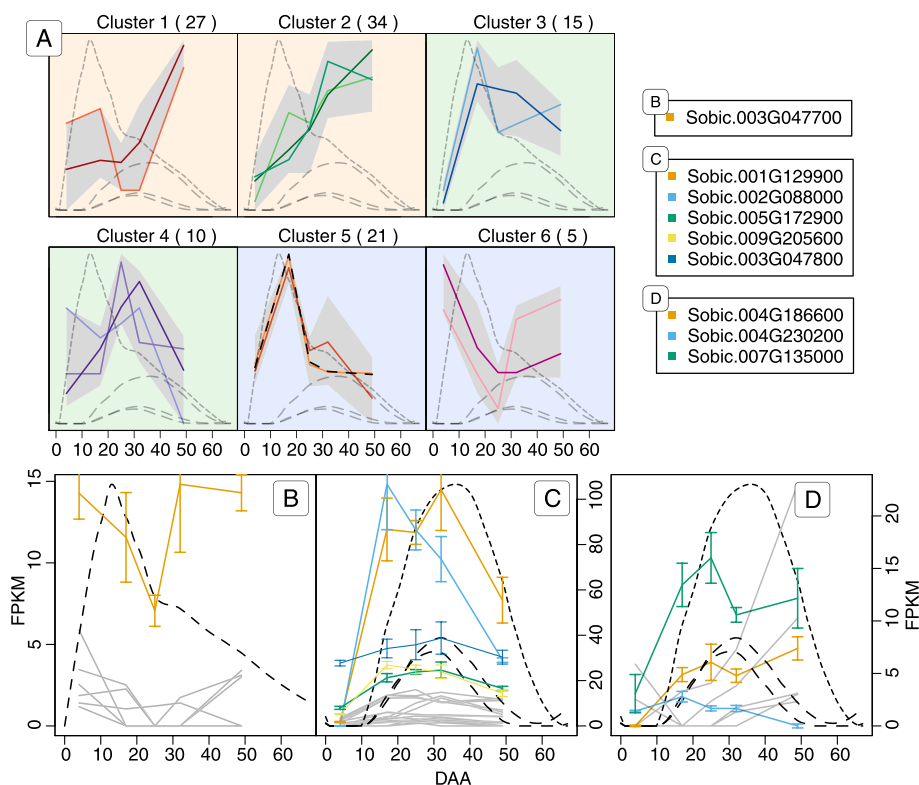 A
Cluster 1 ( 27 )
Cluster 2 ( 34 )
Cluster 3 ( 15 )
Cluster 4 ( 10 )
Cluster 5 ( 21 )
Cluster 6 ( 5 )
0 10 20 30 40 50 60
0 10 20 30 40 50 60
0 10 20 30 40 50 60
B
Sobic.003G047700
C
Sobic.001G129900
Sobic.002G088000
Sobic.005G172900
Sobic.009G205600
Sobic.003G047800
D
Sobic.004G186600
Sobic.004G230200
Sobic.007G135000
B
FPKM
15
10
5
0
0 10 20 30 40 50 60
C
100
80
60
40
20
0
0 10 20 30 40 50 60
D
20
15
10
5
0
FPKM
0 10 20 30 40 50 60
DAA